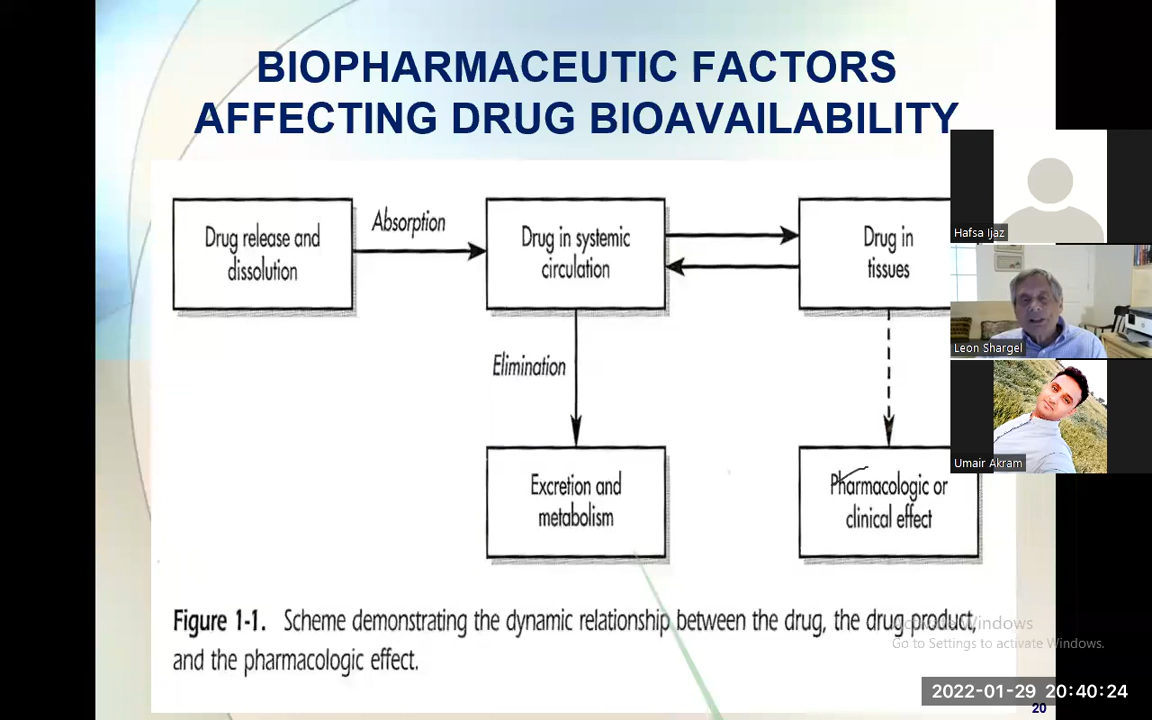 BIOPHARMACEUTIC FACTORS
AFFECTING DRUG BIOAVAILABILITY
Drug release and
dissolution
Absorption
Drug in systemic
circulation
Drug in
tissues
Elimination
Excretion and
metabolism
Pharmacologic or
clinical effect
Figure 1-1. Scheme demonstrating the dynamic relationship between the drug, the drug product,
and the pharmacologic effect.
Hafsa Ijaz
Leon Shargel
Umair Akram
Activate Windows
Go to Settings to activate Windows.
2022-01-29 20:40:24
20